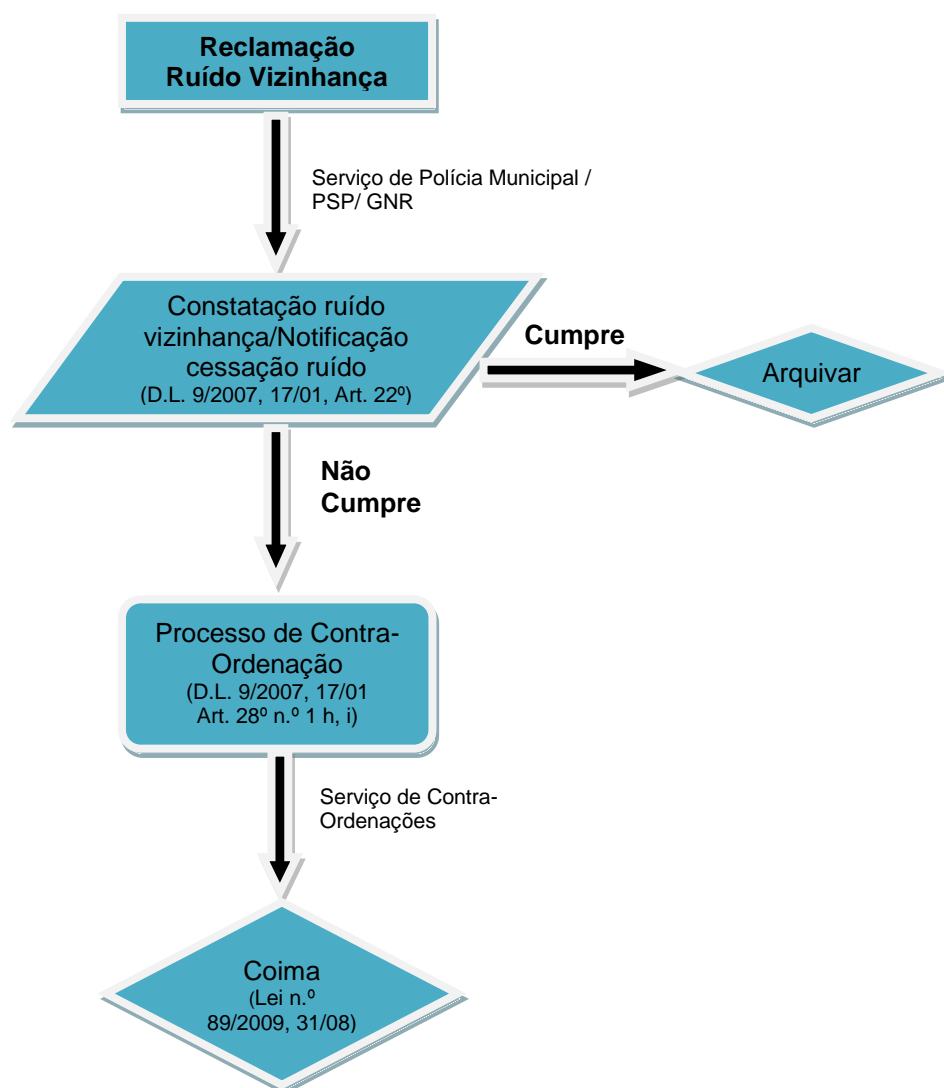 Reclamação
Ruído Vizinhança
Serviço de Polícia Municipal /
PSP/ GNR
Constatação ruído
vizinhança/Notificação
cessação ruído
(D.L. 9/2007, 17/01, Art. 22º)
Cumpre
Arquivar
Não
Cumpre
Processo de Contra-
Ordenação
(D.L. 9/2007, 17/01
Art. 28º n.º 1 h, i)
Serviço de Contra-
Ordenações
Coima
(Lei n.º
89/2009, 31/08)